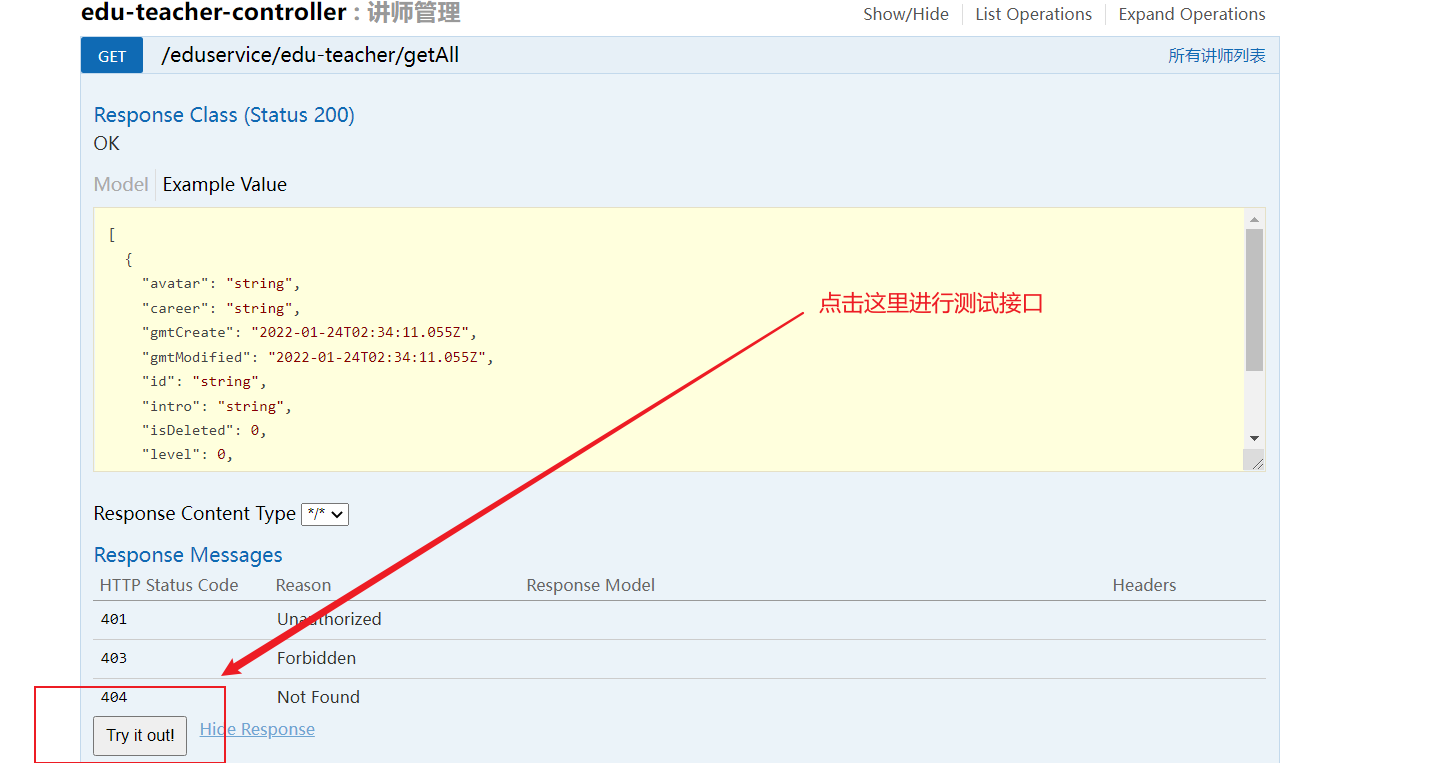 edu-teacher-controller : 讲师管理
Show/Hide
List Operations
Expand Operations
GET
/eduservice/edu-teacher/getAll
所有讲师列表
Response Class (Status 200)
OK
Model
Example Value
[
{
"avatar": "string",
"career": "string",
"gmtCreate": "2022-01-24T02:34:11.055Z",
"gmtModified": "2022-01-24T02:34:11.055Z",
"id": "string",
"intro": "string",
"isDeleted": 0,
"level": 0,
点击这里进行测试接口
Response Content Type */*
Response Messages
HTTP Status Code
Reason
Response Model
Headers
401
Unauthorized
403
Forbidden
404
Not Found
Try it out!
Hide Response